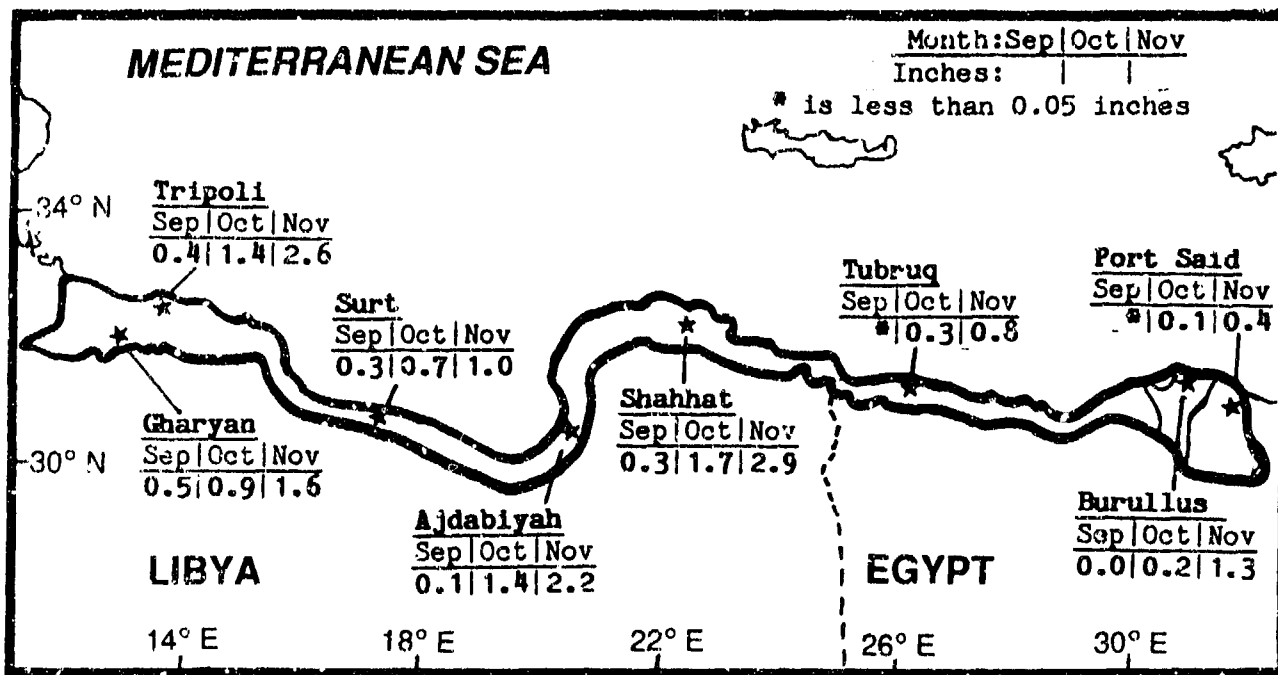 MEDITERRANEAN SEA
Month:Sep|Oct|Nov
Inches: | |
* is less than 0.05 inches
34° N
Tripoli
Sep|Oct|Nov
0.4|1.4|2.6
Surt
Sep|Oct|Nov
0.3|0.7|1.0
Tubruq
Sep|Oct|Nov
*|0.3|0.8
Port Said
Sep|Oct|Nov
*|0.1|0.4
Gharyan
Sep|Oct|Nov
0.5|0.9|1.6
30° N
Shahhat
Sep|Oct|Nov
0.3|1.7|2.9
Ajdabiyah
Sep|Oct|Nov
0.1|1.4|2.2
Burullus
Sep|Oct|Nov
0.0|0.2|1.3
LIBYA
EGYPT
14° E
18° E
22° E
26° E
30° E